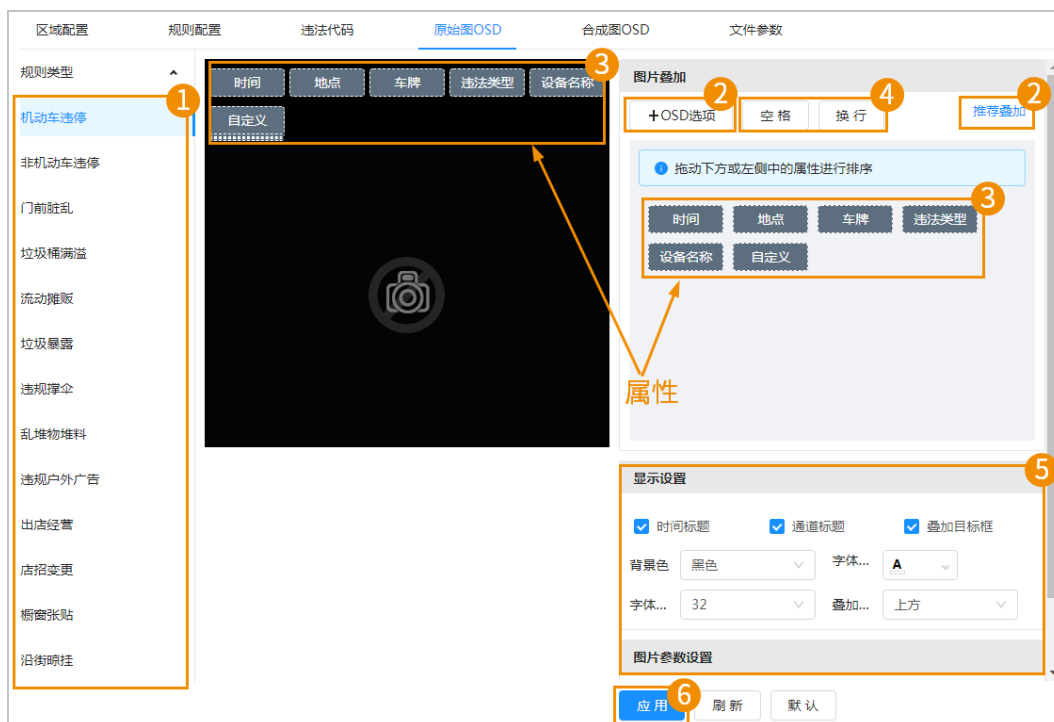 区域配置 规则配置 违法代码 原始图OSD 合成图OSD 文件参数
规则类型
1
机动车违停
非机动车违停
门前脏乱
垃圾桶满溢
流动摊贩
垃圾暴露
违规撑伞
乱堆物堆料
违规户外广告
出店经营
店招变更
橱窗张贴
沿街晾挂
3
时间 地点 车牌 违法类型 设备名称
自定义
属性
图片叠加
2 4 2
+OSD选项 空格 换行 推荐叠加
i 拖动下方或左侧中的属性进行排序
3
时间 地点 车牌 违法类型
设备名称 自定义
5
显示设置
时间标题 通道标题 叠加目标框
背景色 黑色 字体... A
字体... 32 叠加... 上方
图片参数设置
6
应用 刷新 默认